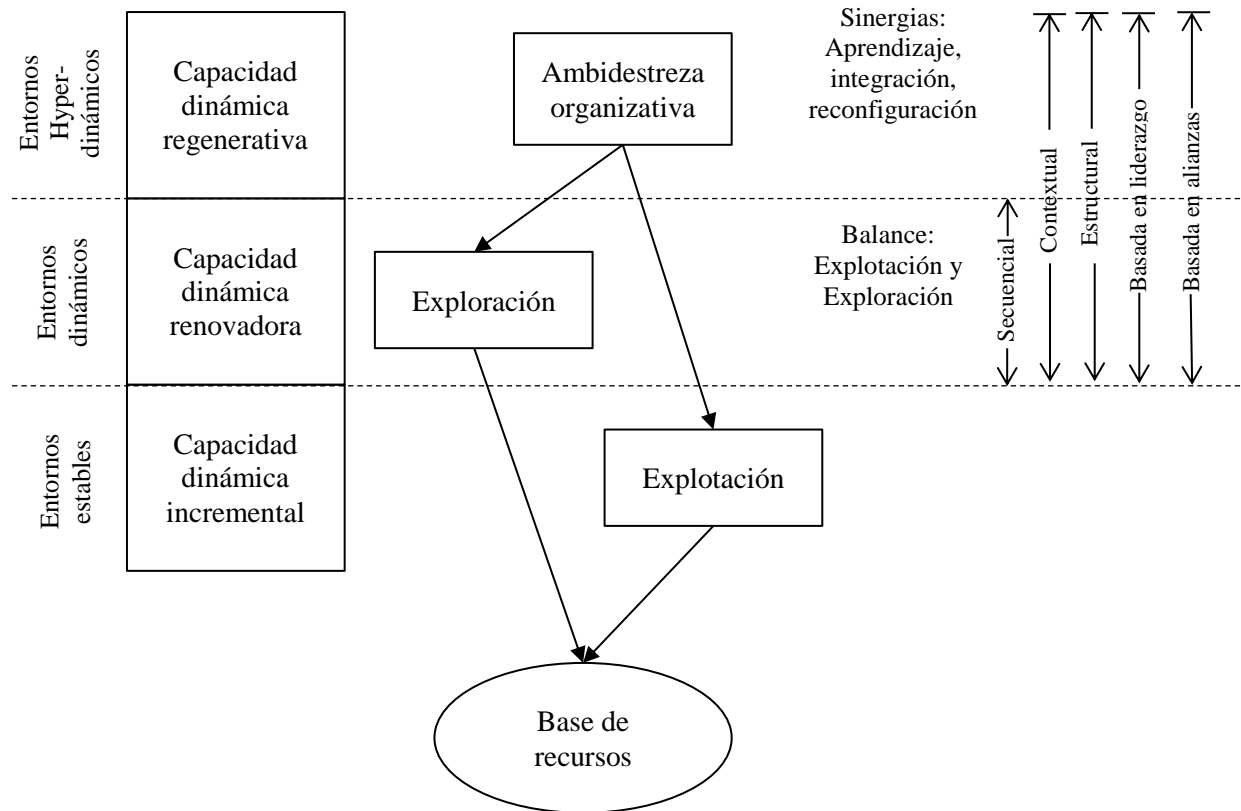 Entornos
Hyper-
dinámicos
Capacidad
dinámica
regenerativa
Ambidestreza
organizativa
Sinergias:
Aprendizaje,
integración,
reconfiguración
Entornos
dinámicos
Capacidad
dinámica
renovadora
Exploración
Balance:
Explotación y
Exploración
Secuencial
Contextual
Estructural
Basada en liderazgo
Basada en alianzas
Entornos
estables
Capacidad
dinámica
incremental
Explotación
Base de
recursos